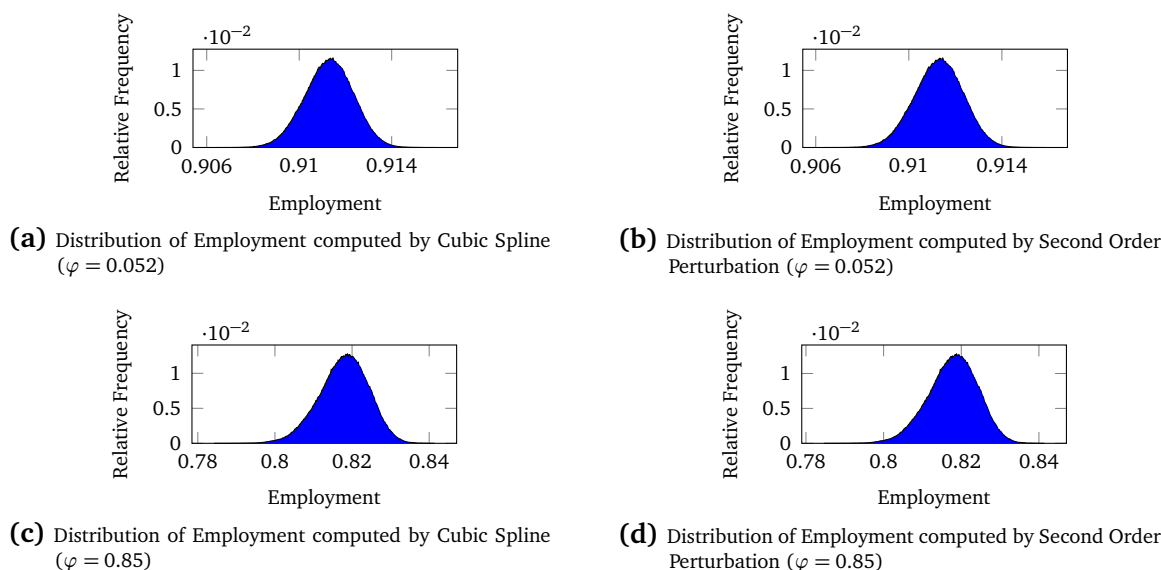 ·10−2
Relative Frequency
1
0.5
0
0.906
0.91
0.914
Employment
(a) Distribution of Employment computed by Cubic Spline
(φ = 0.052)
·10−2
Relative Frequency
1
0.5
0
0.906
0.91
0.914
Employment
(b) Distribution of Employment computed by Second Order
Perturbation (φ = 0.052)
·10−2
Relative Frequency
1
0.5
0
0.78
0.8
0.82
0.84
Employment
(c) Distribution of Employment computed by Cubic Spline
(φ = 0.85)
·10−2
Relative Frequency
1
0.5
0
0.78
0.8
0.82
0.84
Employment
(d) Distribution of Employment computed by Second Order
Perturbation (φ = 0.85)